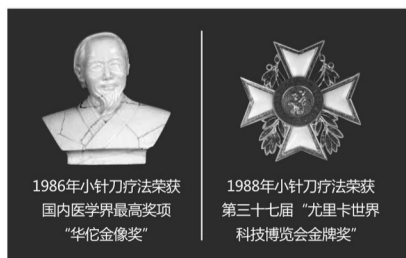 1986年小针刀疗法荣获
国内医学界最高奖项
“华佗金像奖”
1988年小针刀疗法荣获
第三十七届“尤里卡世界
科技博览会金牌奖”